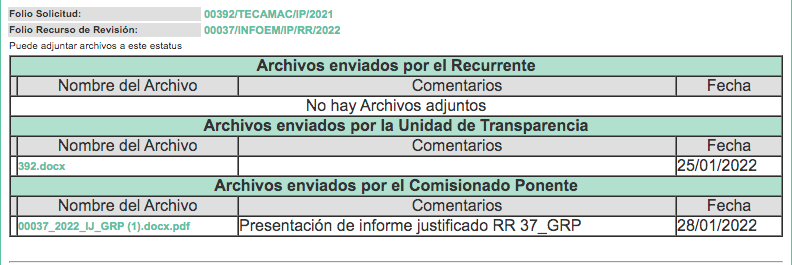 Folio Solicitud: 00392/TECAMAC/IP/2021
Folio Recurso de Revisión: 00037/INFOEM/IP/RR/2022
Puede adjuntar archivos a este estatus
Archivos enviados por el Recurrente
Nombre del Archivo Comentarios Fecha
No hay Archivos adjuntos
Archivos enviados por la Unidad de Transparencia
Nombre del Archivo Comentarios Fecha
392.docx 25/01/2022
Archivos enviados por el Comisionado Ponente
Nombre del Archivo Comentarios Fecha
00037_2022_IJ_GRP (1).docx.pdf Presentación de informe justificado RR 37_GRP 28/01/2022